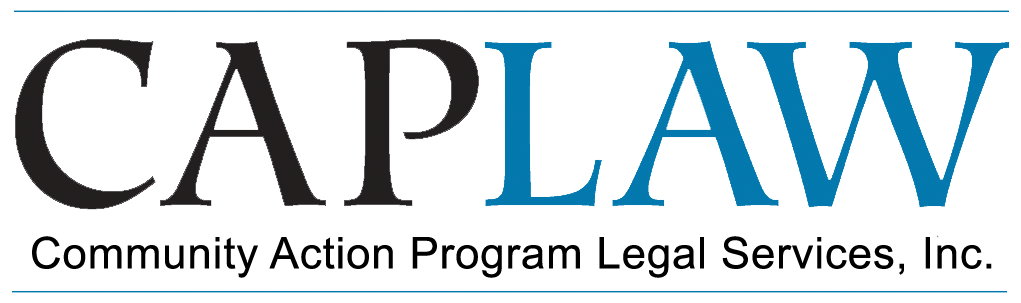 CAPLAW
Community Action Program Legal Services, Inc.